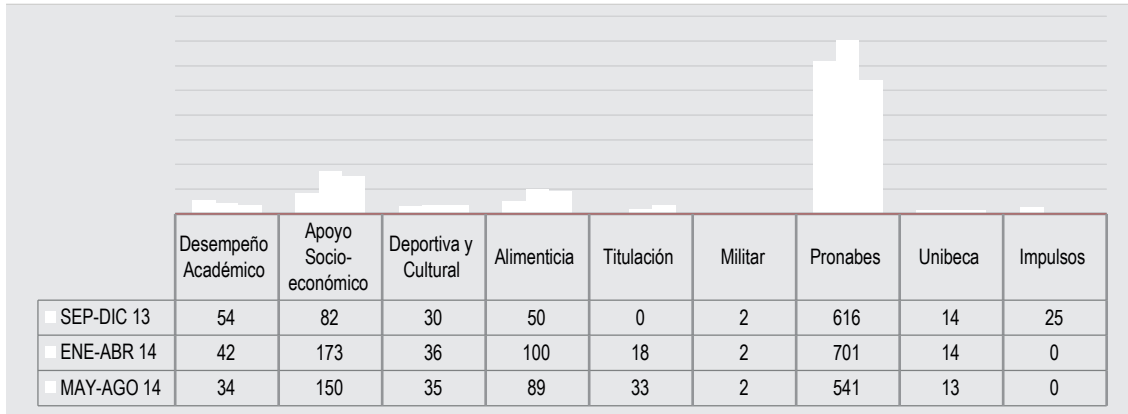 Desempeño Académico Apoyo Socio-económico Deportiva y Cultural Alimenticia Titulación Militar Pronabes Unibeca Impulsos
SEP-DIC 13 54 82 30 50 0 2 616 14 25
ENE-ABR 14 42 173 36 100 18 2 701 14 0
MAY-AGO 14 34 150 35 89 33 2 541 13 0